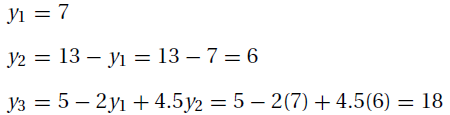 y₁ = 7
y₂ = 13 − y₁ = 13 − 7 = 6
y₃ = 5 − 2y₁ + 4.5y₂ = 5 − 2(7) + 4.5(6) = 18